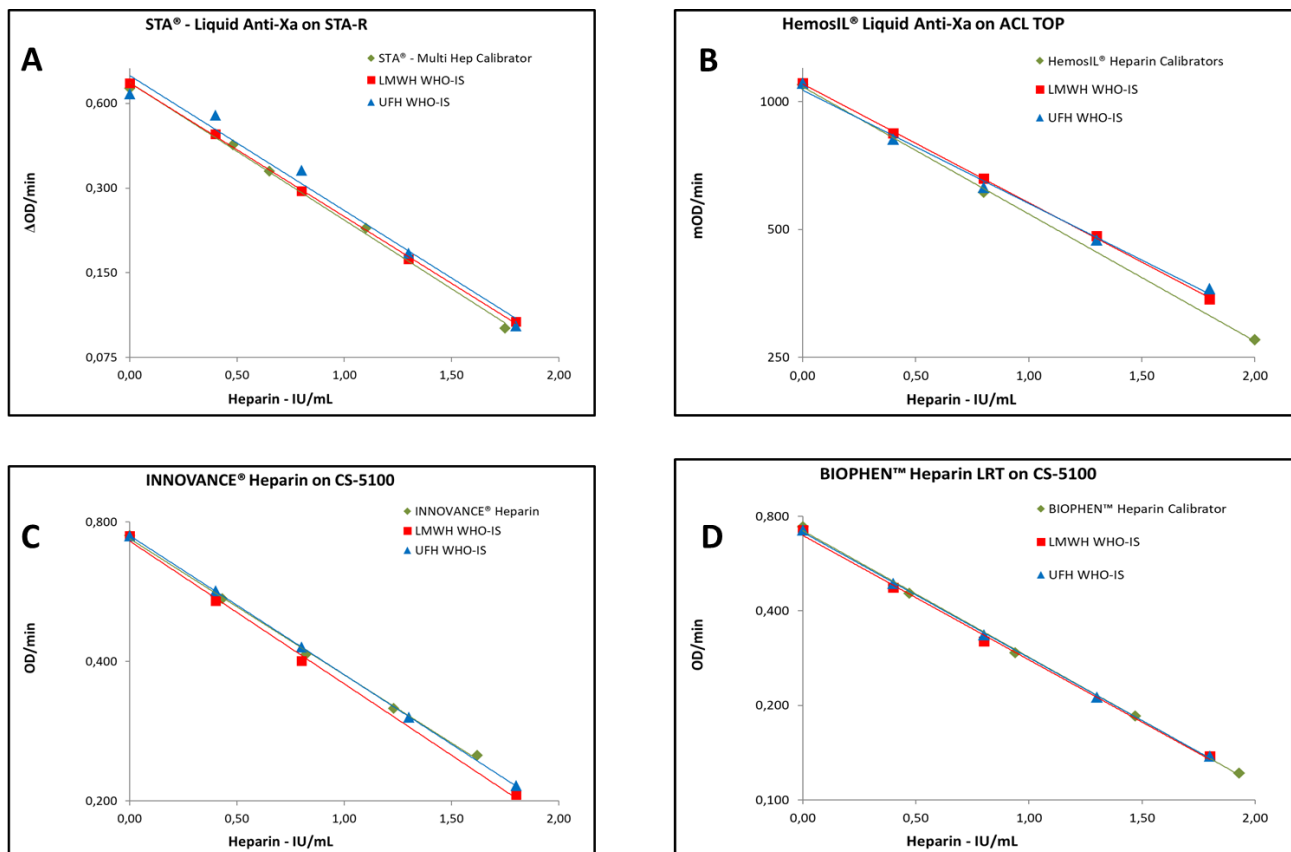 STA® - Liquid Anti-Xa on STA-R
A
STA® - Multi Hep Calibrator
LMWH WHO-IS
UFH WHO-IS
0,600
0,300
0,150
0,075
ΔOD/min
0,00 0,50 1,00 1,50 2,00
Heparin - IU/mL
HemosIL® Liquid Anti-Xa on ACL TOP
B
HemosIL® Heparin Calibrators
LMWH WHO-IS
UFH WHO-IS
1000
500
250
mOD/min
0,00 0,50 1,00 1,50 2,00
Heparin - IU/mL
INNOVANCE® Heparin on CS-5100
C
INNOVANCE® Heparin
LMWH WHO-IS
UFH WHO-IS
0,800
0,400
0,200
OD/min
0,00 0,50 1,00 1,50 2,00
Heparin - IU/mL
BIOPHEN™ Heparin LRT on CS-5100
D
BIOPHEN™ Heparin Calibrator
LMWH WHO-IS
UFH WHO-IS
0,800
0,400
0,200
0,100
OD/min
0,00 0,50 1,00 1,50 2,00
Heparin - IU/mL